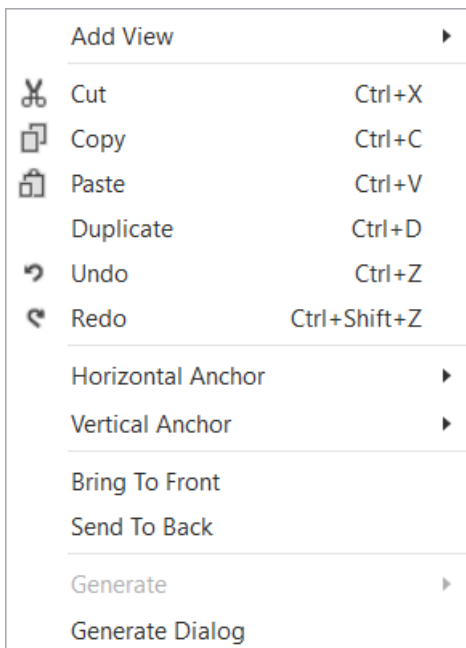 Add View
Cut Ctrl+X
Copy Ctrl+C
Paste Ctrl+V
Duplicate Ctrl+D
Undo Ctrl+Z
Redo Ctrl+Shift+Z
Horizontal Anchor
Vertical Anchor
Bring To Front
Send To Back
Generate
Generate Dialog